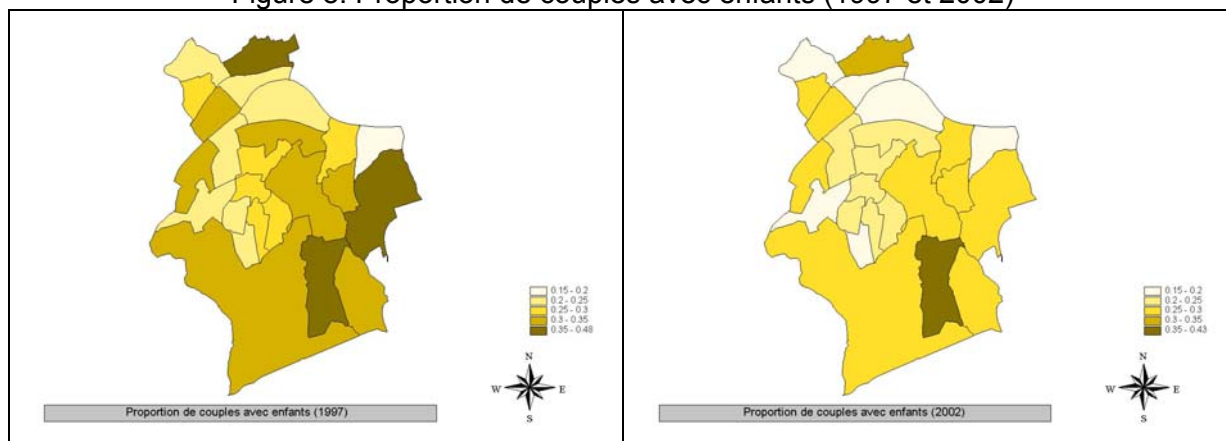 Figure 3. Proportion de couples avec enfants (1997 et 2002)
0.15 - 0.2
0.2 - 0.25
0.25 - 0.3
0.3 - 0.35
0.35 - 0.48
N
W E
S
Proportion de couples avec enfants (1997)
0.15 - 0.2
0.2 - 0.25
0.25 - 0.3
0.3 - 0.35
0.35 - 0.43
N
W E
S
Proportion de couples avec enfants (2002)